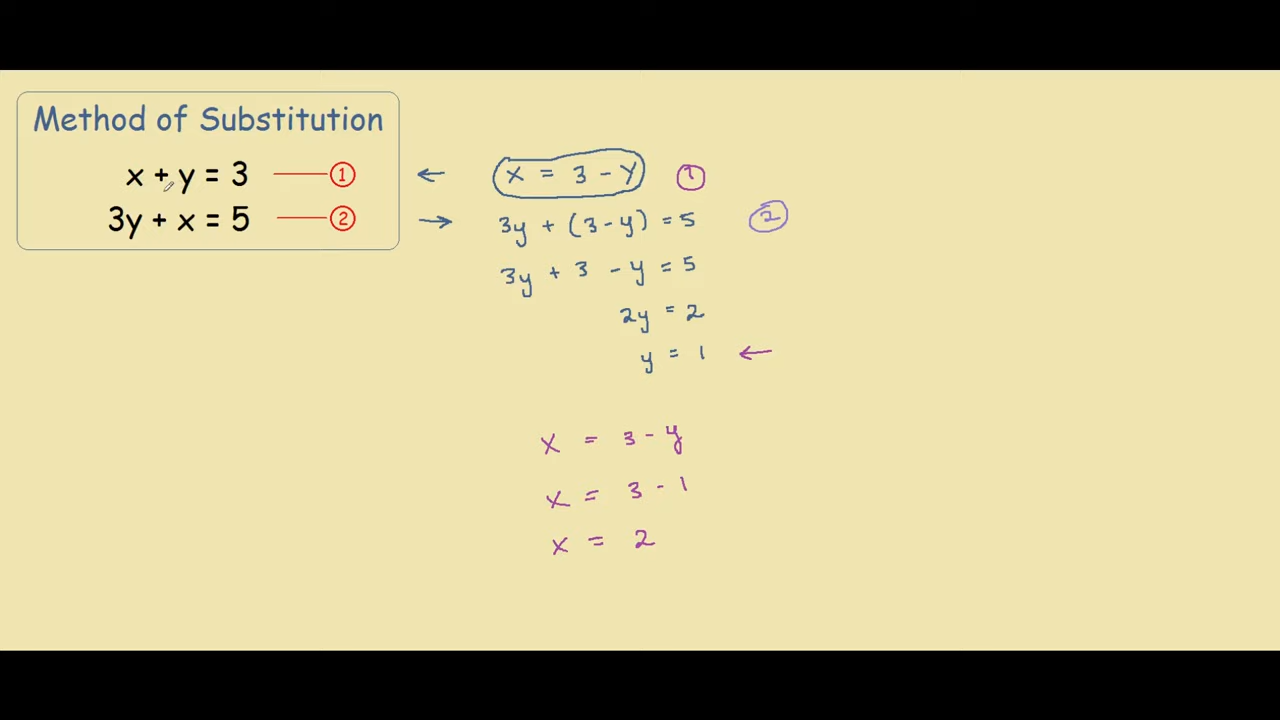 Method of Substitution
x + y = 3 ——— ①
3y + x = 5 ——— ②
← x = 3 - y ①
→ 3y + (3 - y) = 5 ②
3y + 3 - y = 5
2y = 2
y = 1 ←
x = 3 - y
x = 3 - 1
x = 2